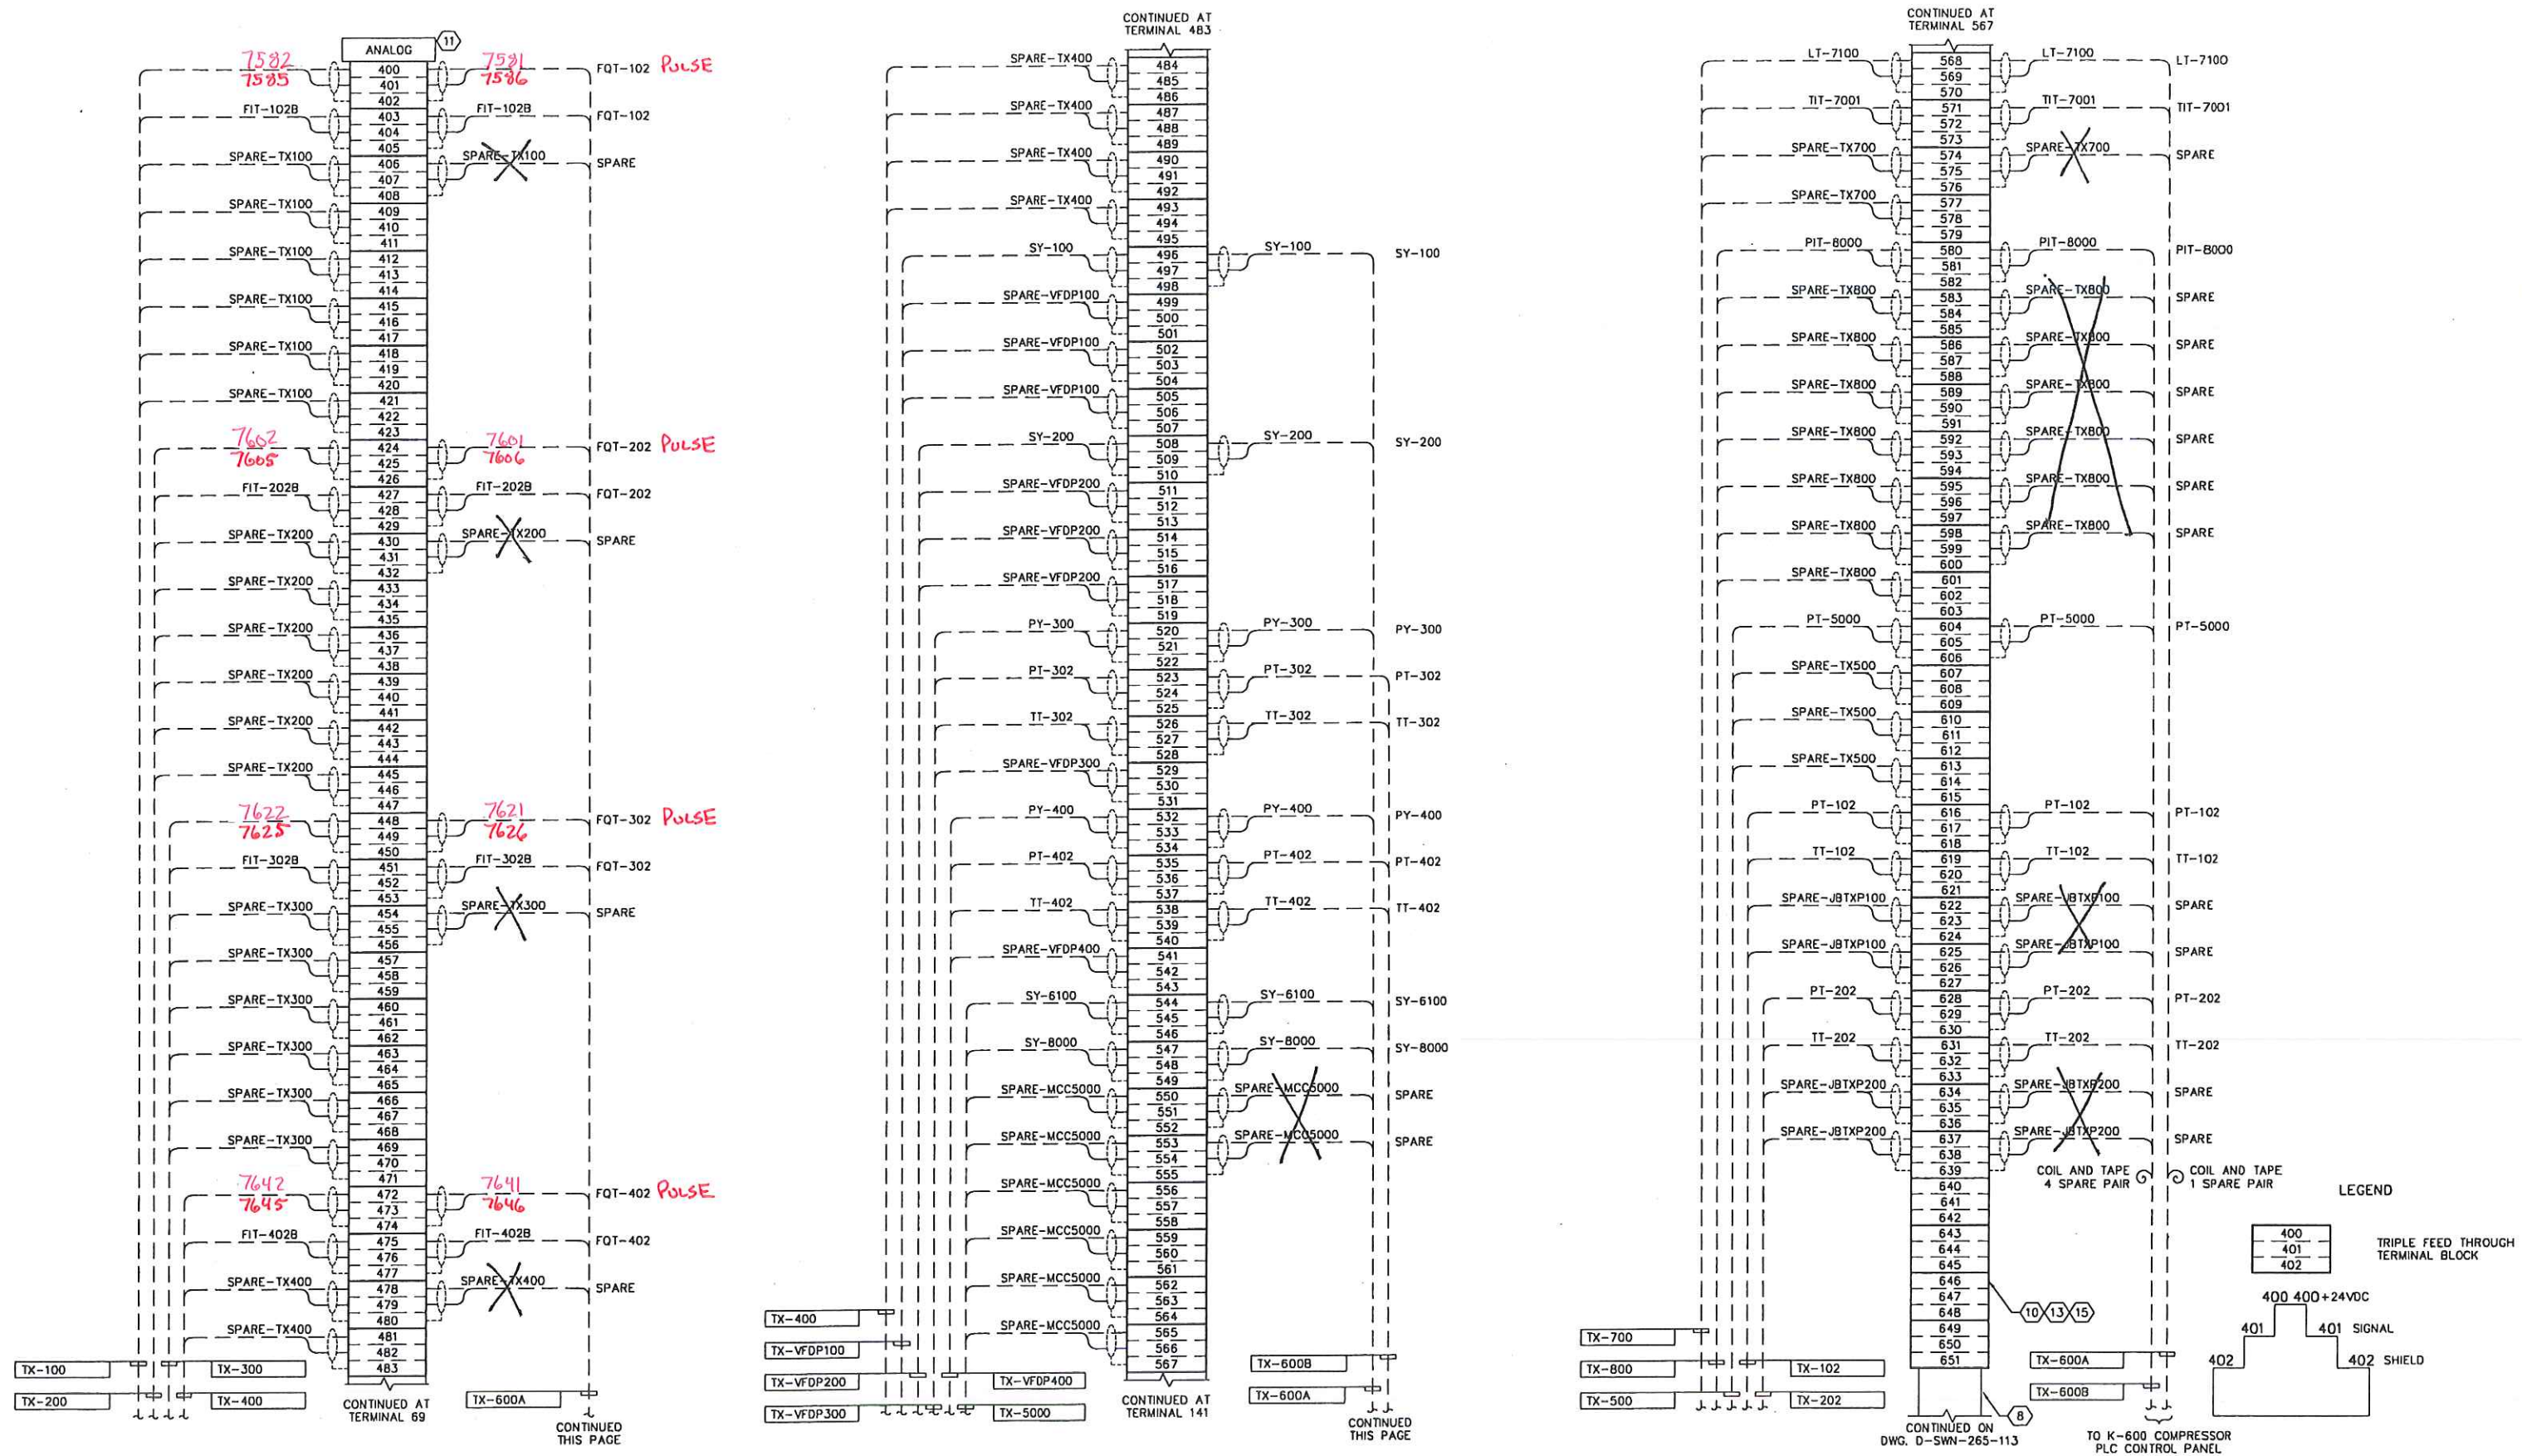 ANALOG
11
7582 400 7581 FQT-102 PULSE
7585 401 7586
402
FIT-102B 403 FIT-102B FQT-102
404
405
SPARE-TX100 406 SPARE-TX100 SPARE
407
408
SPARE-TX100 409
410
411
SPARE-TX100 412
413
414
SPARE-TX100 415
416
417
SPARE-TX100 418
419
420
SPARE-TX100 421
422
423
7602 424 7601 FQT-202 PULSE
7605 425 7606
426
FIT-202B 427 FIT-202B FQT-202
428
429
SPARE-TX200 430 SPARE-TX200 SPARE
431
432
SPARE-TX200 433
434
435
SPARE-TX200 436
437
438
SPARE-TX200 439
440
441
SPARE-TX200 442
443
444
SPARE-TX200 445
446
447
7622 448 7621 FQT-302 PULSE
7625 449 7626
450
FIT-302B 451 FIT-302B FQT-302
452
453
SPARE-TX300 454 SPARE-TX300 SPARE
455
456
SPARE-TX300 457
458
459
SPARE-TX300 460
461
462
SPARE-TX300 463
464
465
SPARE-TX300 466
467
468
SPARE-TX300 469
470
471
7642 472 7641 FQT-402 PULSE
7645 473 7646
474
FIT-402B 475 FIT-402B FQT-402
476
477
SPARE-TX400 478 SPARE-TX400 SPARE
479
480
SPARE-TX400 481
482
483
TX-100 TX-300
TX-200 TX-400 TX-600A
CONTINUED AT
TERMINAL 69
CONTINUED
THIS PAGE
CONTINUED AT
TERMINAL 483
SPARE-TX400 484
485
486
SPARE-TX400 487
488
489
SPARE-TX400 490
491
492
SPARE-TX400 493
494
495
SY-100 496 SY-100 SY-100
497
498
SPARE-VFDP100 499
500
501
SPARE-VFDP100 502
503
504
SPARE-VFDP100 505
506
507
SY-200 508 SY-200 SY-200
509
510
SPARE-VFDP200 511
512
513
SPARE-VFDP200 514
515
516
SPARE-VFDP200 517
518
519
PY-300 520 PY-300 PY-300
521
522
PT-302 523 PT-302 PT-302
524
525
TT-302 526 TT-302 TT-302
527
528
SPARE-VFDP300 529
530
531
PY-400 532 PY-400 PY-400
533
534
PT-402 535 PT-402 PT-402
536
537
TT-402 538 TT-402 TT-402
539
540
SPARE-VFDP400 541
542
543
SY-6100 544 SY-6100 SY-6100
545
546
SY-8000 547 SY-8000 SY-8000
548
549
SPARE-MCC5000 550 SPARE-MCC5000 SPARE
551
552
SPARE-MCC5000 553 SPARE-MCC5000 SPARE
554
555
SPARE-MCC5000 556
557
558
SPARE-MCC5000 559
560
561
SPARE-MCC5000 562
563
564
SPARE-MCC5000 565
566
567
TX-400
TX-VFDP100 TX-600B
TX-VFDP200 TX-VFDP400 TX-600A
TX-VFDP300 TX-5000
CONTINUED AT
TERMINAL 141
CONTINUED
THIS PAGE
CONTINUED AT
TERMINAL 567
LT-7100 568 LT-7100 LT-7100
569
570
TIT-7001 571 TIT-7001 TIT-7001
572
573
SPARE-TX700 574 SPARE-TX700 SPARE
575
576
SPARE-TX700 577
578
579
PIT-8000 580 PIT-8000 PIT-8000
581
582
SPARE-TX800 583 SPARE-TX800 SPARE
584
585
SPARE-TX800 586 SPARE-TX800 SPARE
587
588
SPARE-TX800 589 SPARE-TX800 SPARE
590
591
SPARE-TX800 592 SPARE-TX800 SPARE
593
594
SPARE-TX800 595 SPARE-TX800 SPARE
596
597
SPARE-TX800 598 SPARE-TX800 SPARE
599
600
SPARE-TX800 601
602
603
PT-5000 604 PT-5000 PT-5000
605
606
SPARE-TX500 607
608
609
SPARE-TX500 610
611
612
SPARE-TX500 613
614
615
PT-102 616 PT-102 PT-102
617
618
TT-102 619 TT-102 TT-102
620
621
SPARE-JBTXP100 622 SPARE-JBTXP100 SPARE
623
624
SPARE-JBTXP100 625 SPARE-JBTXP100 SPARE
626
627
PT-202 628 PT-202 PT-202
629
630
TT-202 631 TT-202 TT-202
632
633
SPARE-JBTXP200 634 SPARE-JBTXP200 SPARE
635
636
SPARE-JBTXP200 637 SPARE-JBTXP200 SPARE
638
639
640
641
642
643
644
645
646
647
648
649
650
651
COIL AND TAPE
4 SPARE PAIR
COIL AND TAPE
1 SPARE PAIR
10 13 15
TX-700
TX-800 TX-102 TX-600A
TX-500 TX-202 TX-600B
8
CONTINUED ON
DWG. D-SWN-265-113
TO K-600 COMPRESSOR
PLC CONTROL PANEL
LEGEND
400
401
402
TRIPLE FEED THROUGH
TERMINAL BLOCK
400 400 +24VDC
401 401 SIGNAL
402 402 SHIELD